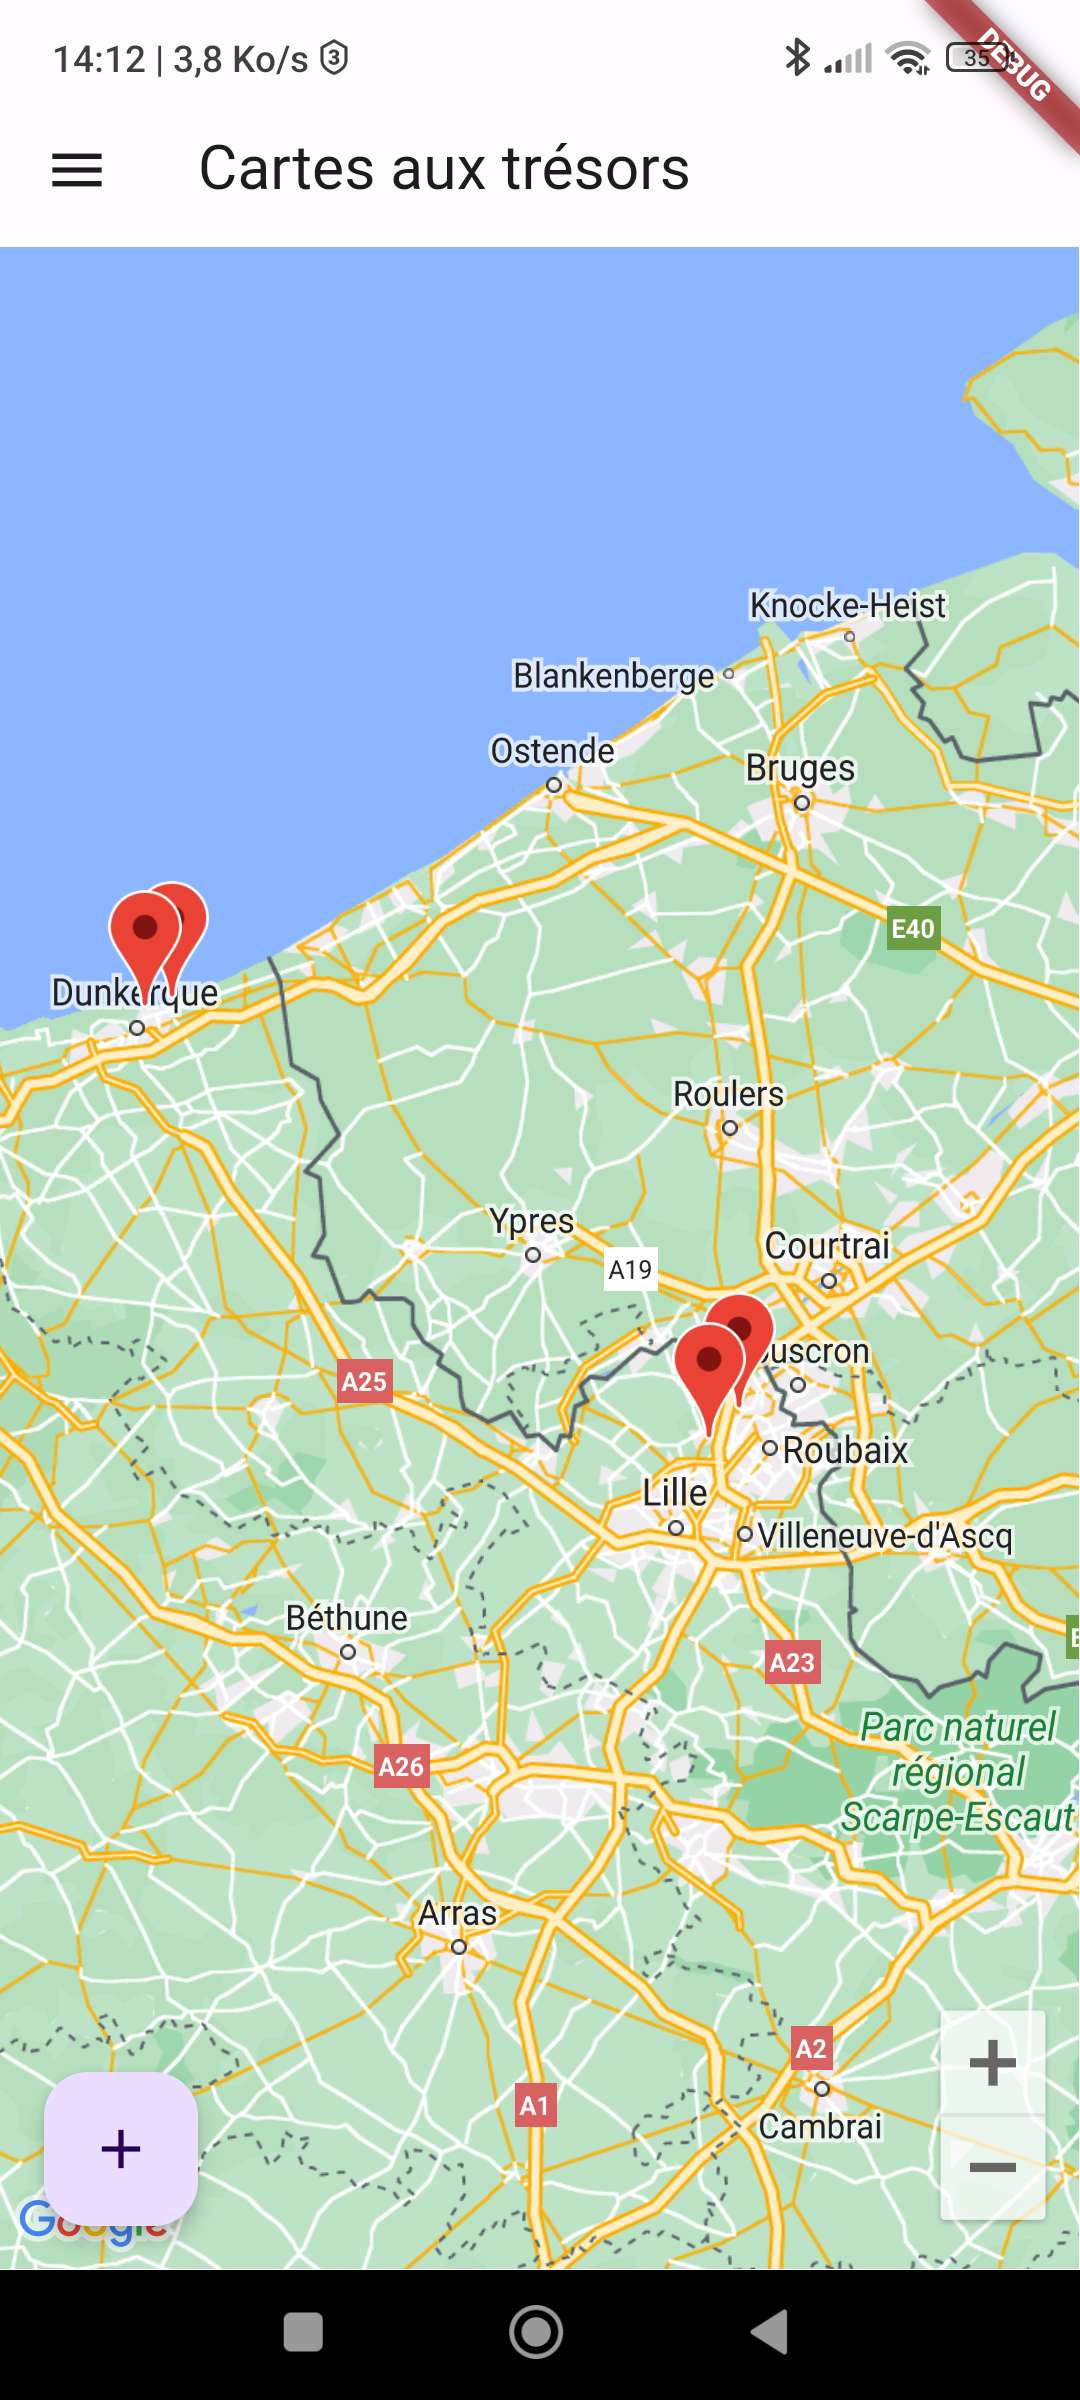 14:12 | 3,8 Ko/s 3
35
DEBUG
Cartes aux trésors
Knocke-Heist
Blankenberge
Ostende
Bruges
E40
Dunkerque
Roulers
Ypres
Courtrai
A19
ouscron
A25
Roubaix
Lille
Villeneuve-d'Ascq
Béthune
A23
Parc naturel
régional
Scarpe-Escaut
A26
Arras
A2
A1
Cambrai
Google